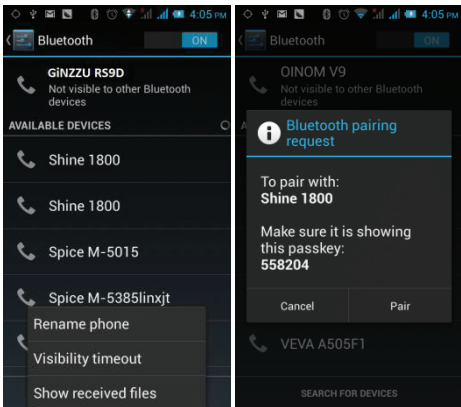 4:05 PM
Bluetooth
ON
GiNZZU RS9D
Not visible to other Bluetooth
devices
AVAILABLE DEVICES
Shine 1800
Shine 1800
Spice M-5015
Spice M-5385linxjt
Rename phone
Visibility timeout
Show received files
4:05 PM
Bluetooth
ON
OINOM V9
Not visible to other Bluetooth
devices
A
Bluetooth pairing
request
To pair with:
Shine 1800
Make sure it is showing
this passkey:
558204
Cancel
Pair
VEVA A505F1
SEARCH FOR DEVICES